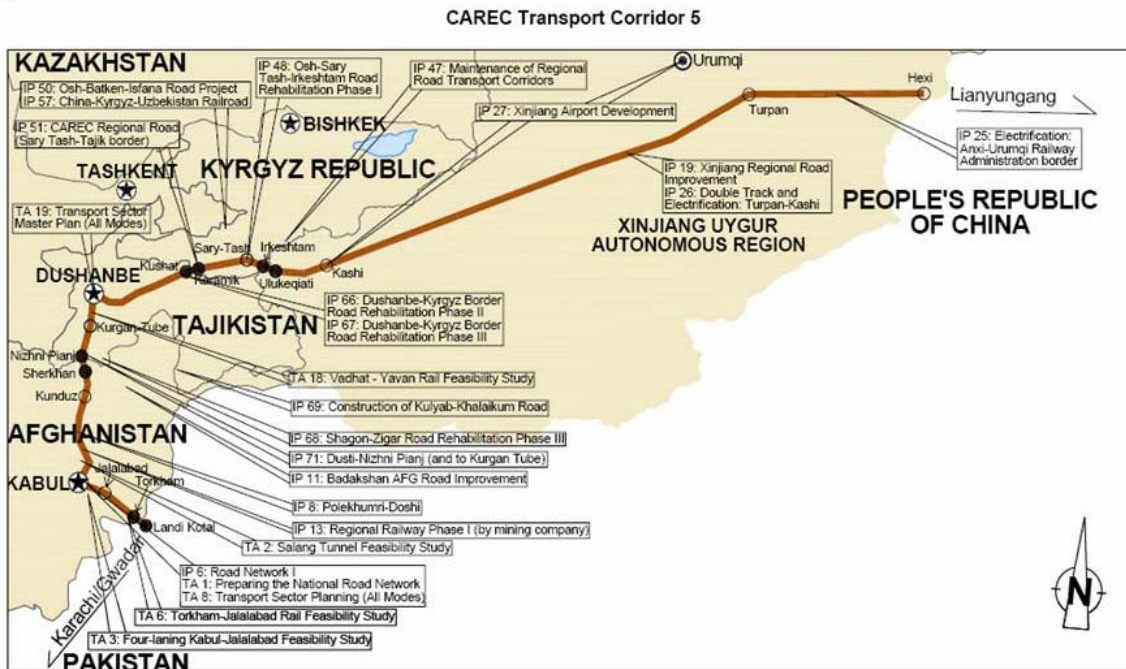 CAREC Transport Corridor 5
KAZAKHSTAN
IP 50: Osh-Batken-Isfana Road Project
IP 57: China-Kyrgyz-Uzbekistan Railroad
IP 48: Osh-Sary
Tash-Irkeshtam Road
Rehabilitation Phase I
IP 47: Maintenance of Regional
Road Transport Corridors
Urumqi
Hexi
IP 27: Xinjiang Airport Development
Turpan
Lianyungang
IP 51: CAREC Regional Road
(Sary Tash-Tajik border)
BISHKEK
IP 25: Electrification:
Anxi-Urumqi Railway
Administration border
TASHKENT
KYRGYZ REPUBLIC
IP 19: Xinjiang Regional Road
Improvement
IP 26: Double Track and
Electrification: Turpan-Kashi
PEOPLE'S REPUBLIC
OF CHINA
TA 19: Transport Sector
Master Plan (All Modes)
XINJIANG UYGUR
AUTONOMOUS REGION
Sary-Tash
Irkeshtam
Kushat
Karamik
Ulukeqiati
Kashi
DUSHANBE
IP 66: Dushanbe-Kyrgyz Border
Road Rehabilitation Phase II
IP 67: Dushanbe-Kyrgyz Border
Road Rehabilitation Phase III
TAJIKISTAN
Kurgan-Tube
Nizhni Pianj
Sherkhan
Kunduz
TA 18: Vadhat - Yavan Rail Feasibility Study
IP 69: Construction of Kulyab-Khalaikum Road
AFGHANISTAN
IP 68: Shagon-Zigar Road Rehabilitation Phase III
IP 71: Dusti-Nizhni Pianj (and to Kurgan Tube)
IP 11: Badakshan AFG Road Improvement
Jalalabad
KABUL
Torkham
IP 8: Polekhumri-Doshi
Landi Kotal
IP 13: Regional Railway Phase I (by mining company)
TA 2: Salang Tunnel Feasibility Study
IP 6: Road Network I
TA 1: Preparing the National Road Network
TA 8: Transport Sector Planning (All Modes)
Karachi/Gwadari
TA 6: Torkham-Jalalabad Rail Feasibility Study
TA 3: Four-laning Kabul-Jalalabad Feasibility Study
PAKISTAN
N